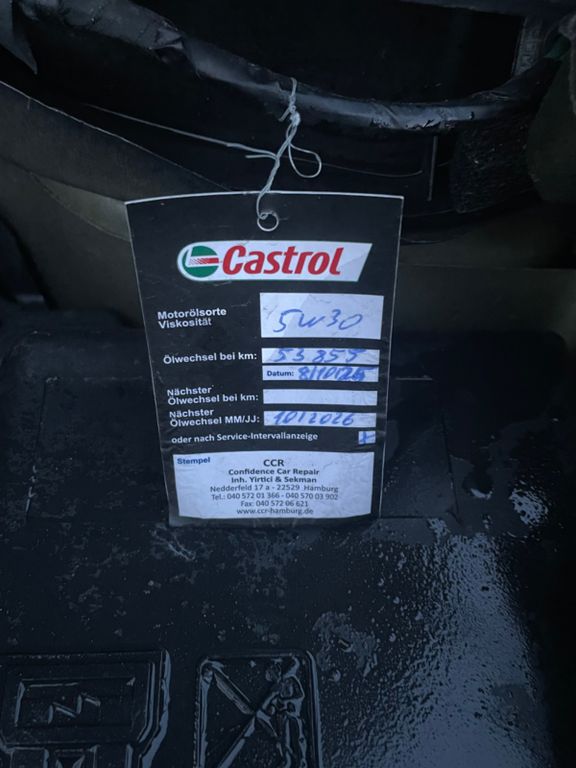 Castrol
Motorölsorte
Viskosität
5W30
Ölwechsel bei km: 53855
Datum: 8/10/25
Nächster
Ölwechsel bei km:
Nächster
Ölwechsel MM/JJ: 10/2026
oder nach Service-Intervallanzeige x
Stempel
CCR
Confidence Car Repair
Inh. Yirtici & Sekman
Nedderfeld 17 a - 22529 Hamburg
Tel.: 040 572 01 366 - 040 570 03 902
Fax: 040 572 06 621
www.ccr-hamburg.de